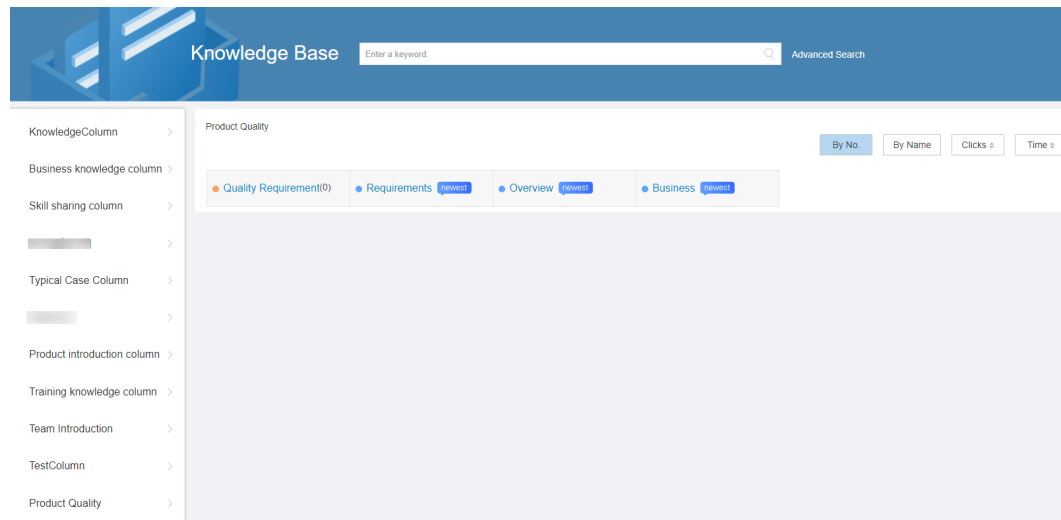 Knowledge Base
Enter a keyword.
Advanced Search
KnowledgeColumn
Business knowledge column
Skill sharing column
Typical Case Column
Product introduction column
Training knowledge column
Team Introduction
TestColumn
Product Quality
Product Quality
By No.
By Name
Clicks
Time
Quality Requirement(0)
Requirements newest
Overview newest
Business newest